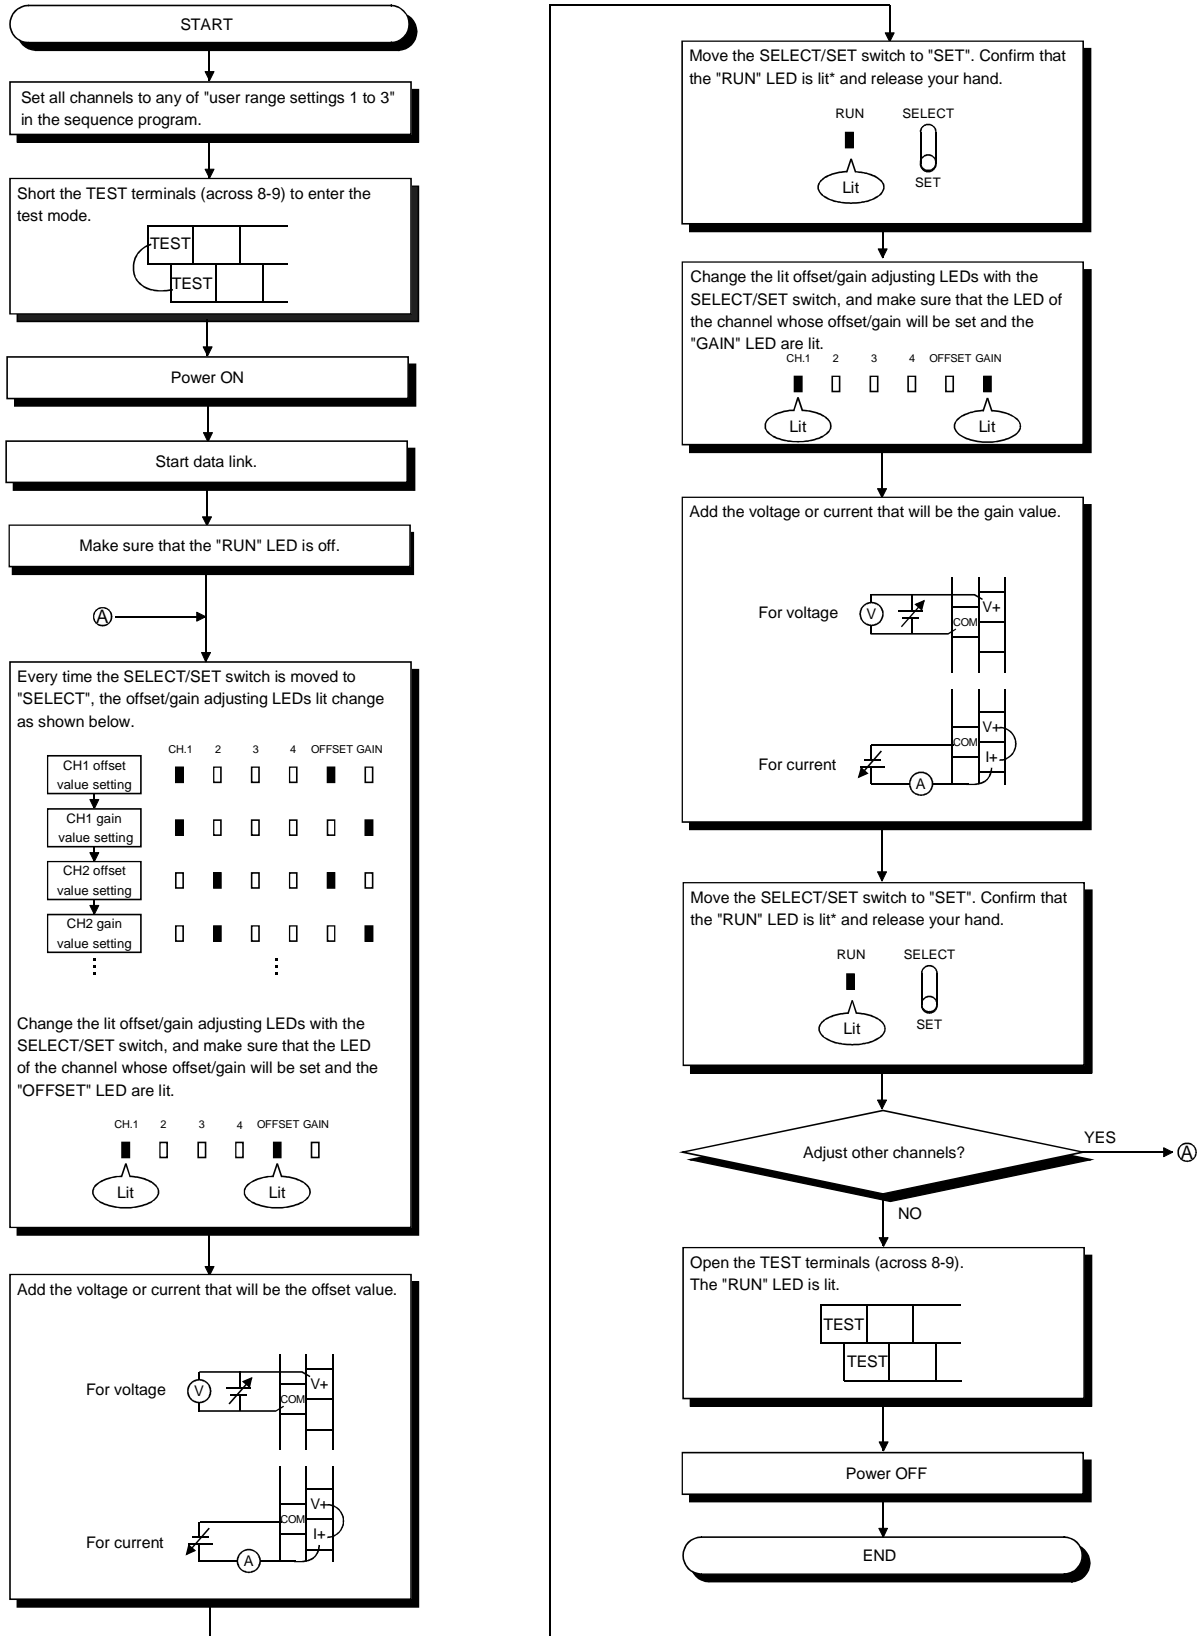 START
Set all channels to any of "user range settings 1 to 3"
in the sequence program.
Short the TEST terminals (across 8-9) to enter the
test mode.
TEST
TEST
Power ON
Start data link.
Make sure that the "RUN" LED is off.
A
Every time the SELECT/SET switch is moved to
"SELECT", the offset/gain adjusting LEDs lit change
as shown below.
CH.1 2 3 4 OFFSET GAIN
CH1 offset
value setting
CH1 gain
value setting
CH2 offset
value setting
CH2 gain
value setting
Change the lit offset/gain adjusting LEDs with the
SELECT/SET switch, and make sure that the LED
of the channel whose offset/gain will be set and the
"OFFSET" LED are lit.
CH.1 2 3 4 OFFSET GAIN
Lit Lit
Add the voltage or current that will be the offset value.
For voltage V COM V+
For current A COM V+ I+
Move the SELECT/SET switch to "SET". Confirm that
the "RUN" LED is lit* and release your hand.
RUN SELECT
Lit SET
Change the lit offset/gain adjusting LEDs with the
SELECT/SET switch, and make sure that the LED of
the channel whose offset/gain will be set and the
"GAIN" LED are lit.
CH.1 2 3 4 OFFSET GAIN
Lit Lit
Add the voltage or current that will be the gain value.
For voltage V COM V+
For current A COM V+ I+
Move the SELECT/SET switch to "SET". Confirm that
the "RUN" LED is lit* and release your hand.
RUN SELECT
Lit SET
Adjust other channels?
YES
A
NO
Open the TEST terminals (across 8-9).
The "RUN" LED is lit.
TEST
TEST
Power OFF
END